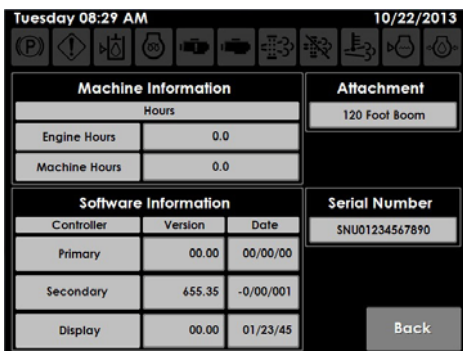 Tuesday 08:29 AM 10/22/2013
(P)
Machine Information
Hours
Engine Hours 0.0
Machine Hours 0.0
Attachment
120 Foot Boom
Software Information
Controller Version Date
Primary 00.00 00/00/00
Secondary 655.35 -0/00/001
Display 00.00 01/23/45
Serial Number
SNU01234567890
Back